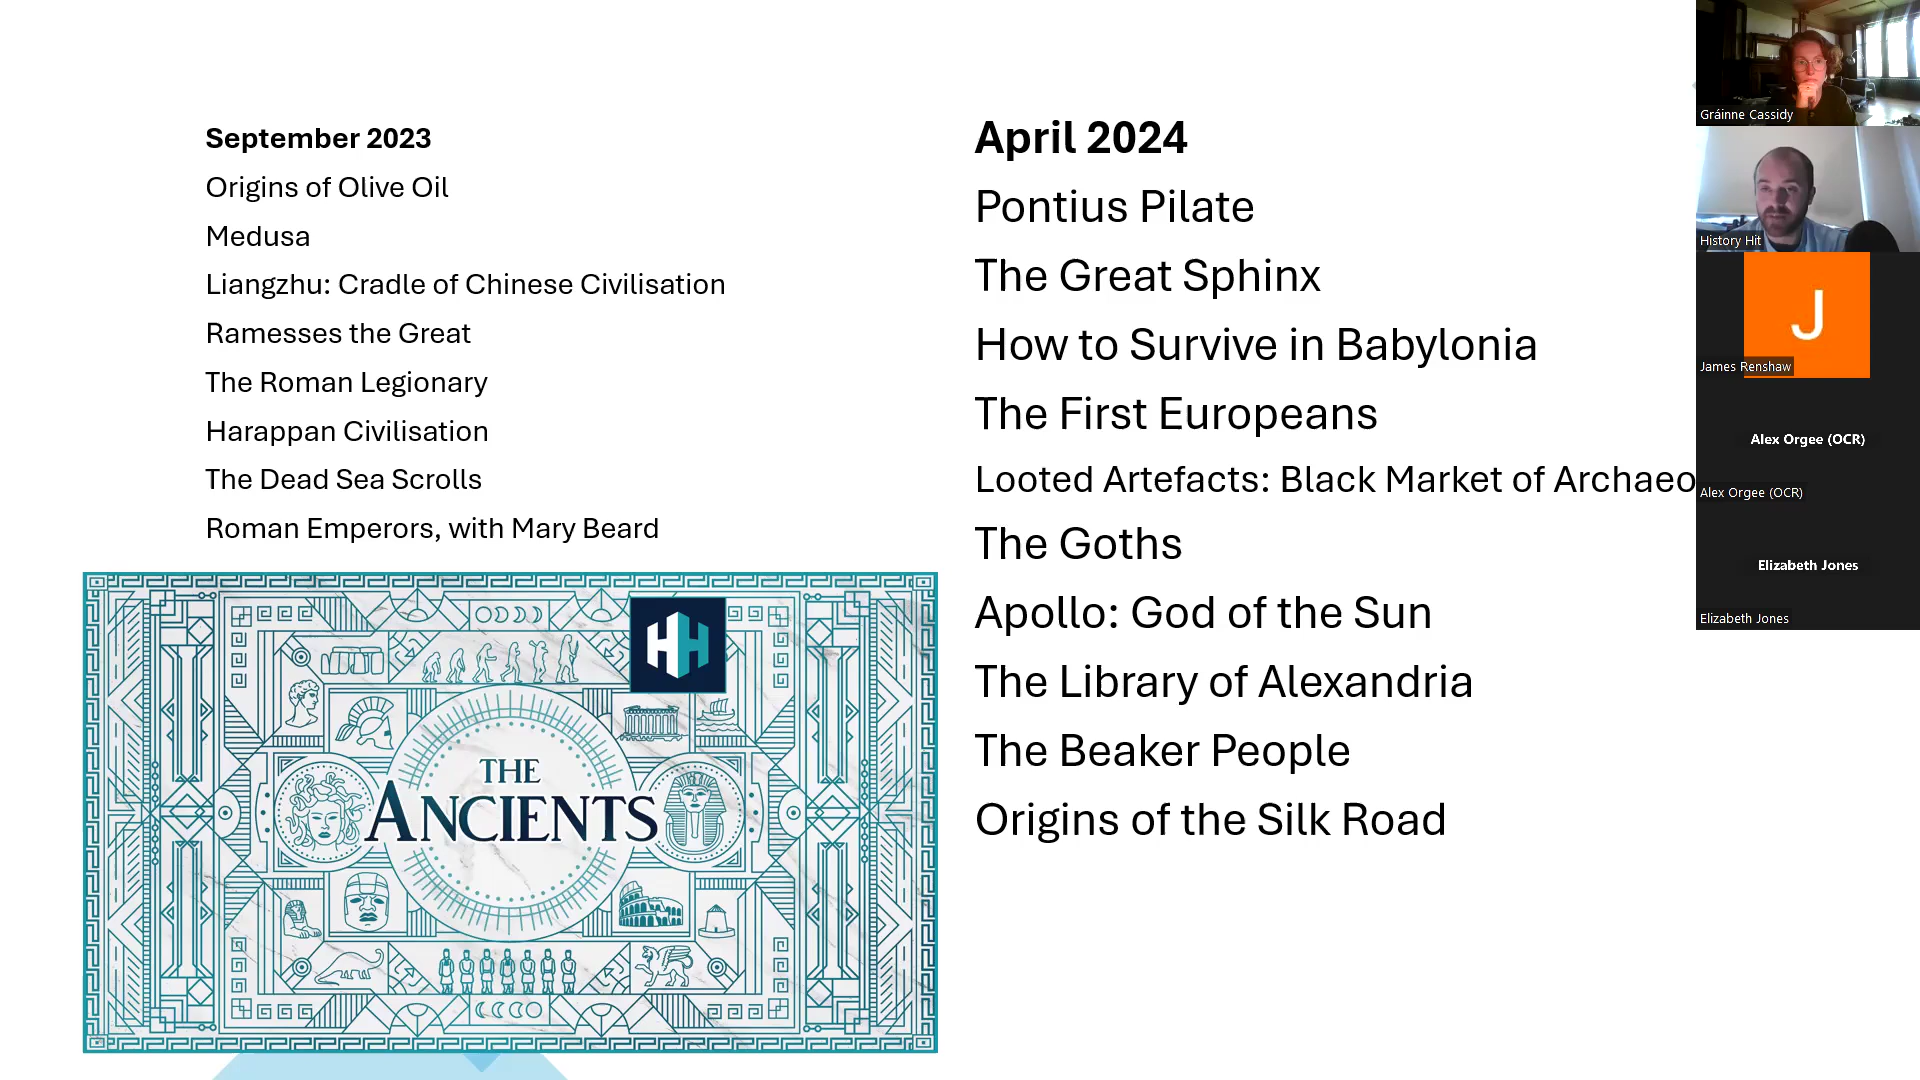 September 2023
Origins of Olive Oil
Medusa
Liangzhu: Cradle of Chinese Civilisation
Ramesses the Great
The Roman Legionary
Harappan Civilisation
The Dead Sea Scrolls
Roman Emperors, with Mary Beard
THE
ANCIENTS
April 2024
Pontius Pilate
The Great Sphinx
How to Survive in Babylonia
The First Europeans
Looted Artefacts: Black Market of Archaeo
The Goths
Apollo: God of the Sun
The Library of Alexandria
The Beaker People
Origins of the Silk Road
Gráinne Cassidy
History Hit
J
James Renshaw
Alex Orgee (OCR)
Alex Orgee (OCR)
Elizabeth Jones
Elizabeth Jones